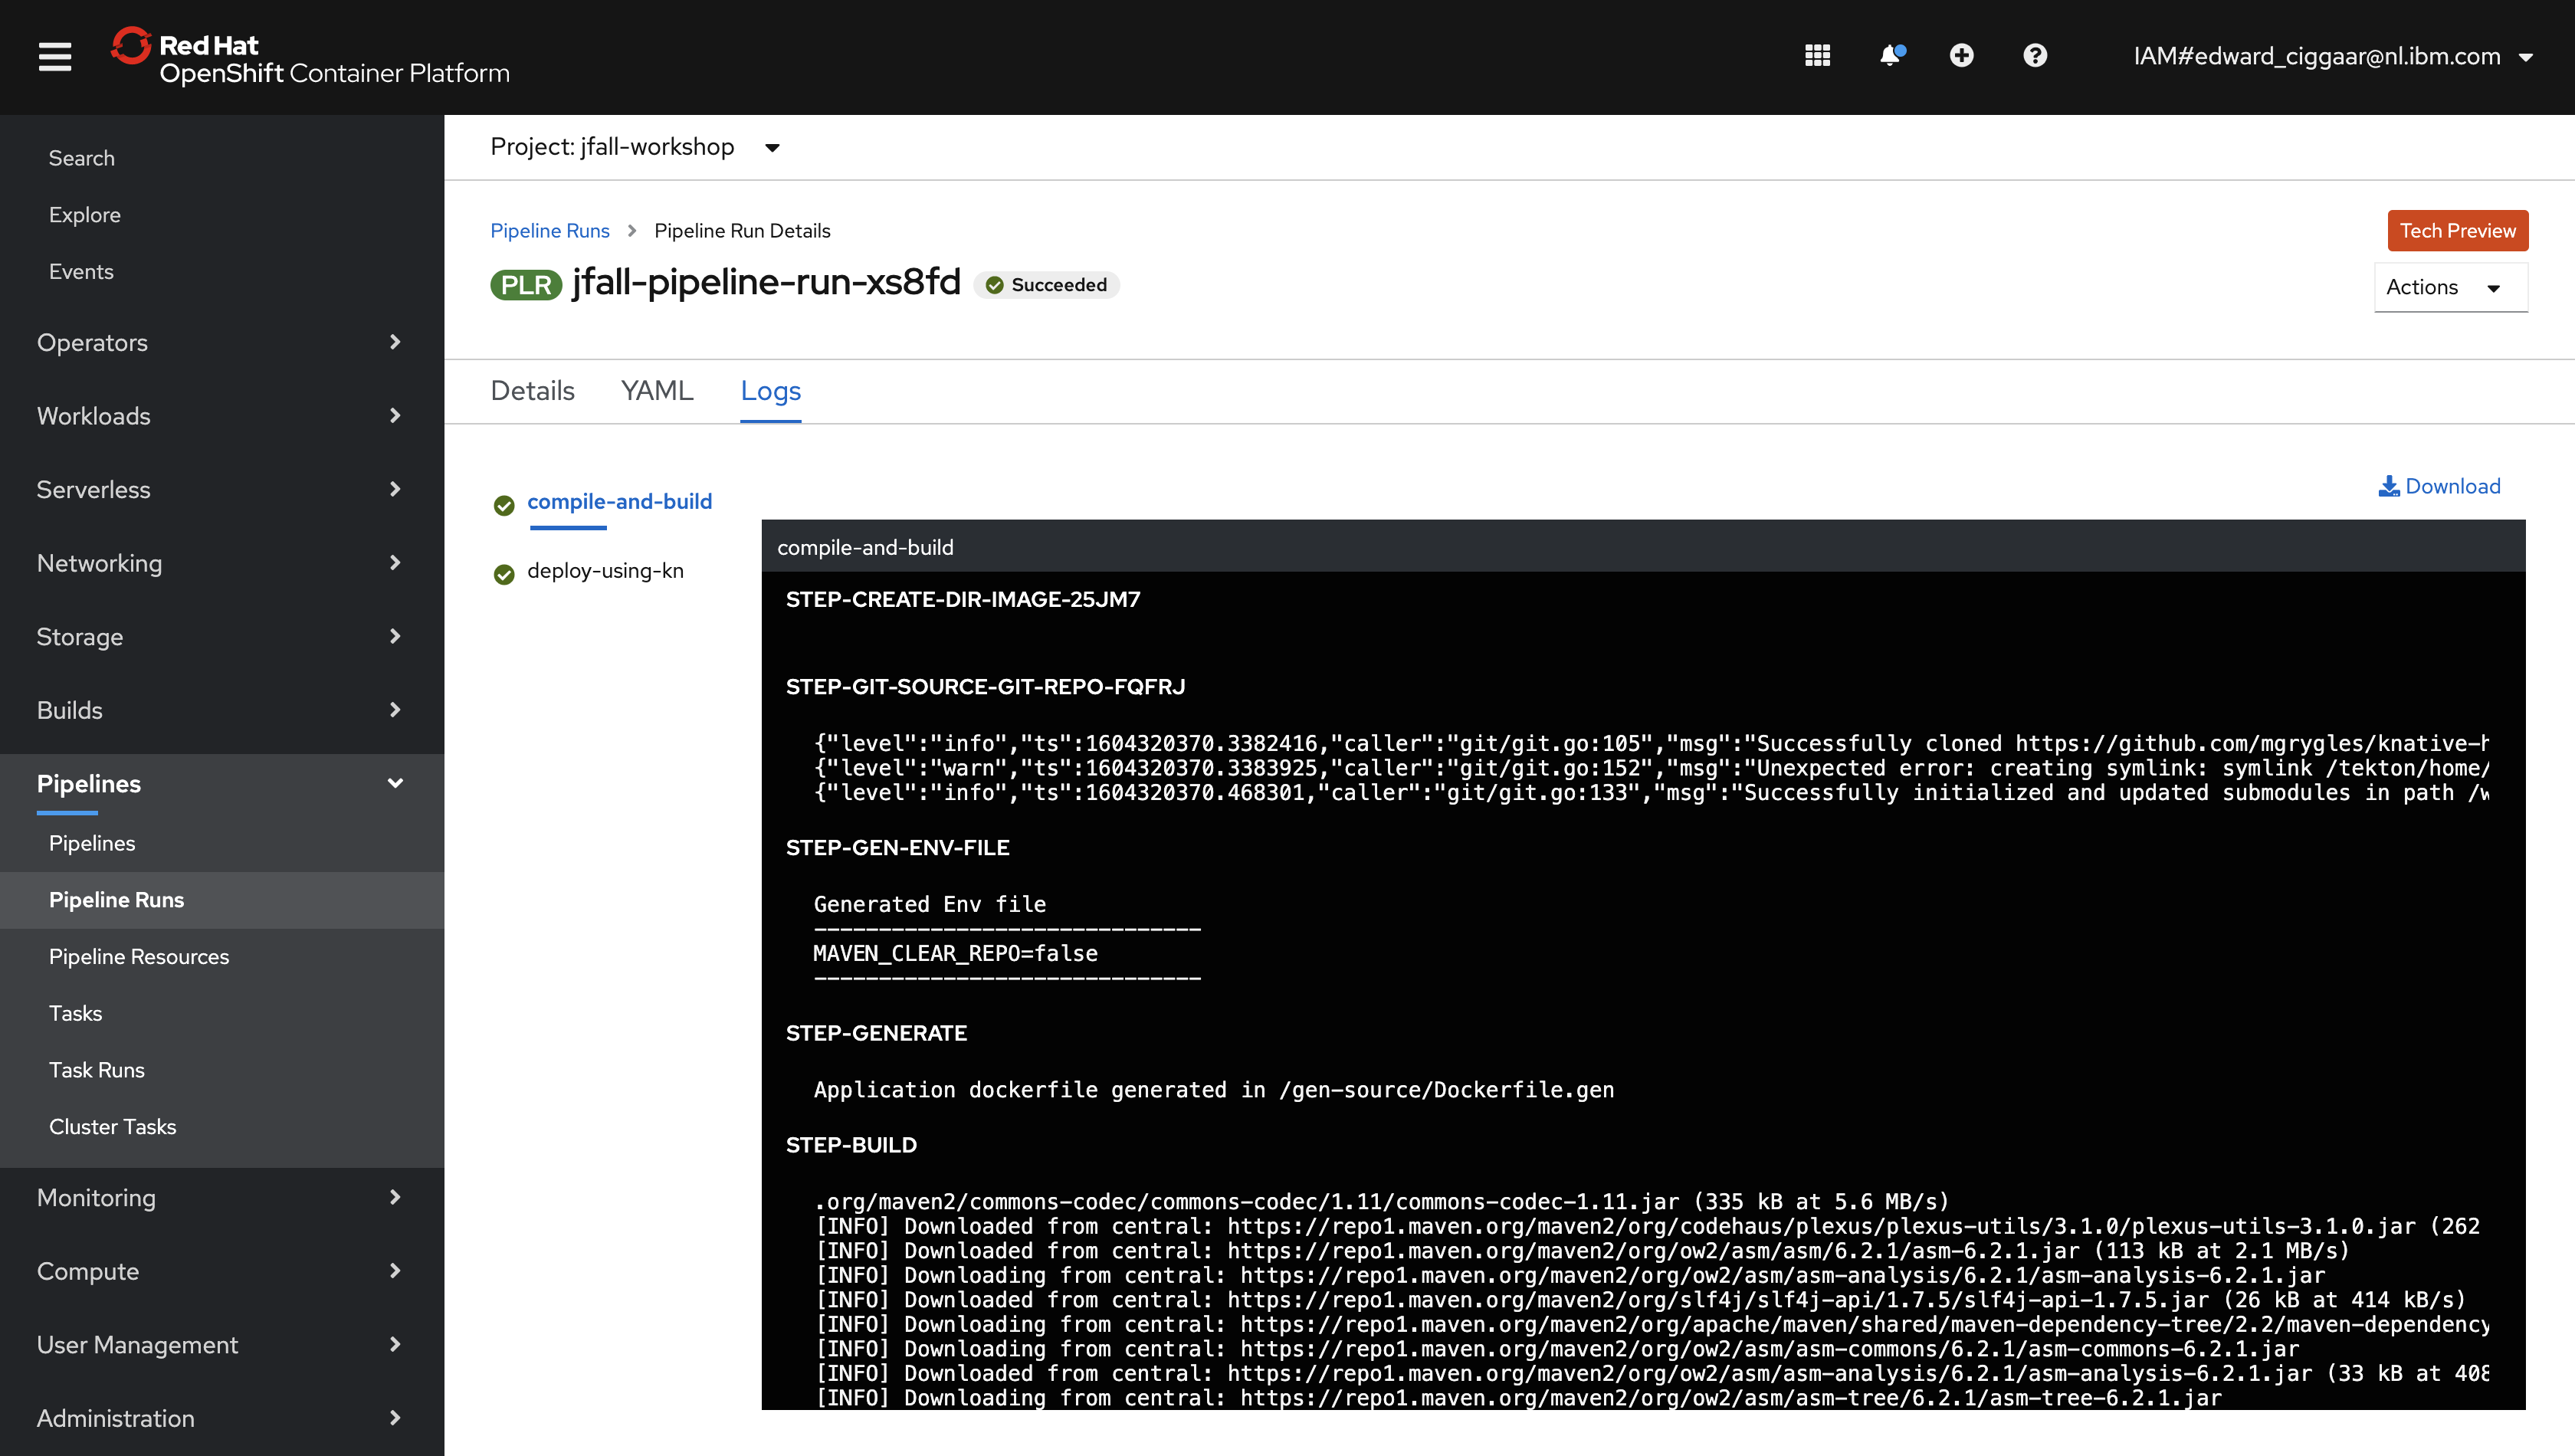 Red Hat
OpenShift Container Platform
IAM#edward_ciggaar@nl.ibm.com
Search
Explore
Events
Operators
Workloads
Serverless
Networking
Storage
Builds
Pipelines
Pipelines
Pipeline Runs
Pipeline Resources
Tasks
Task Runs
Cluster Tasks
Monitoring
Compute
User Management
Administration
Project: jfall-workshop
Pipeline Runs > Pipeline Run Details
Tech Preview
PLR jfall-pipeline-run-xs8fd Succeeded
Actions
Details YAML Logs
compile-and-build
deploy-using-kn
Download
compile-and-build
STEP-CREATE-DIR-IMAGE-25JM7
STEP-GIT-SOURCE-GIT-REPO-FQFRJ
{"level":"info","ts":1604320370.3382416,"caller":"git/git.go:105","msg":"Successfully cloned https://github.com/mgrygles/knative-h
{"level":"warn","ts":1604320370.3383925,"caller":"git/git.go:152","msg":"Unexpected error: creating symlink: symlink /tekton/home/
{"level":"info","ts":1604320370.468301,"caller":"git/git.go:133","msg":"Successfully initialized and updated submodules in path /w
STEP-GEN-ENV-FILE
Generated Env file
------------------------------
MAVEN_CLEAR_REPO=false
------------------------------
STEP-GENERATE
Application dockerfile generated in /gen-source/Dockerfile.gen
STEP-BUILD
.org/maven2/commons-codec/commons-codec/1.11/commons-codec-1.11.jar (335 kB at 5.6 MB/s)
[INFO] Downloaded from central: https://repo1.maven.org/maven2/org/codehaus/plexus/plexus-utils/3.1.0/plexus-utils-3.1.0.jar (262
[INFO] Downloaded from central: https://repo1.maven.org/maven2/org/ow2/asm/asm/6.2.1/asm-6.2.1.jar (113 kB at 2.1 MB/s)
[INFO] Downloading from central: https://repo1.maven.org/maven2/org/ow2/asm/asm-analysis/6.2.1/asm-analysis-6.2.1.jar
[INFO] Downloaded from central: https://repo1.maven.org/maven2/org/slf4j/slf4j-api/1.7.5/slf4j-api-1.7.5.jar (26 kB at 414 kB/s)
[INFO] Downloading from central: https://repo1.maven.org/maven2/org/apache/maven/shared/maven-dependency-tree/2.2/maven-dependency
[INFO] Downloading from central: https://repo1.maven.org/maven2/org/ow2/asm/asm-commons/6.2.1/asm-commons-6.2.1.jar
[INFO] Downloaded from central: https://repo1.maven.org/maven2/org/ow2/asm/asm-analysis/6.2.1/asm-analysis-6.2.1.jar (33 kB at 408
[INFO] Downloading from central: https://repo1.maven.org/maven2/org/ow2/asm/asm-tree/6.2.1/asm-tree-6.2.1.jar